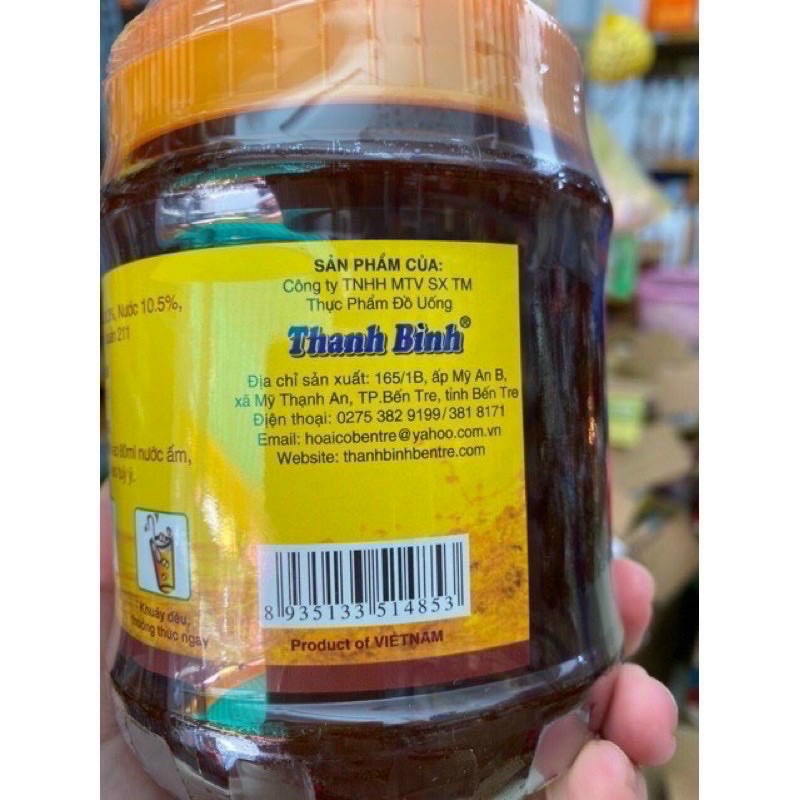 SẢN PHẨM CỦA:
Công ty TNHH MTV SX TM
Thực Phẩm Đồ Uống
Thanh Bình®
Địa chỉ sản xuất: 165/1B, ấp Mỹ An B,
xã Mỹ Thạnh An, TP.Bến Tre, tỉnh Bến Tre
Điện thoại: 0275 382 9199/381 8171
Email: hoaicobentre@yahoo.com.vn
Website: thanhbinhbentre.com
Nước 10.5%,
211
80ml nước ấm,
tùy ý.
Khuấy đều,
thưởng thức ngay
8 935133 514853
Product of VIETNAM